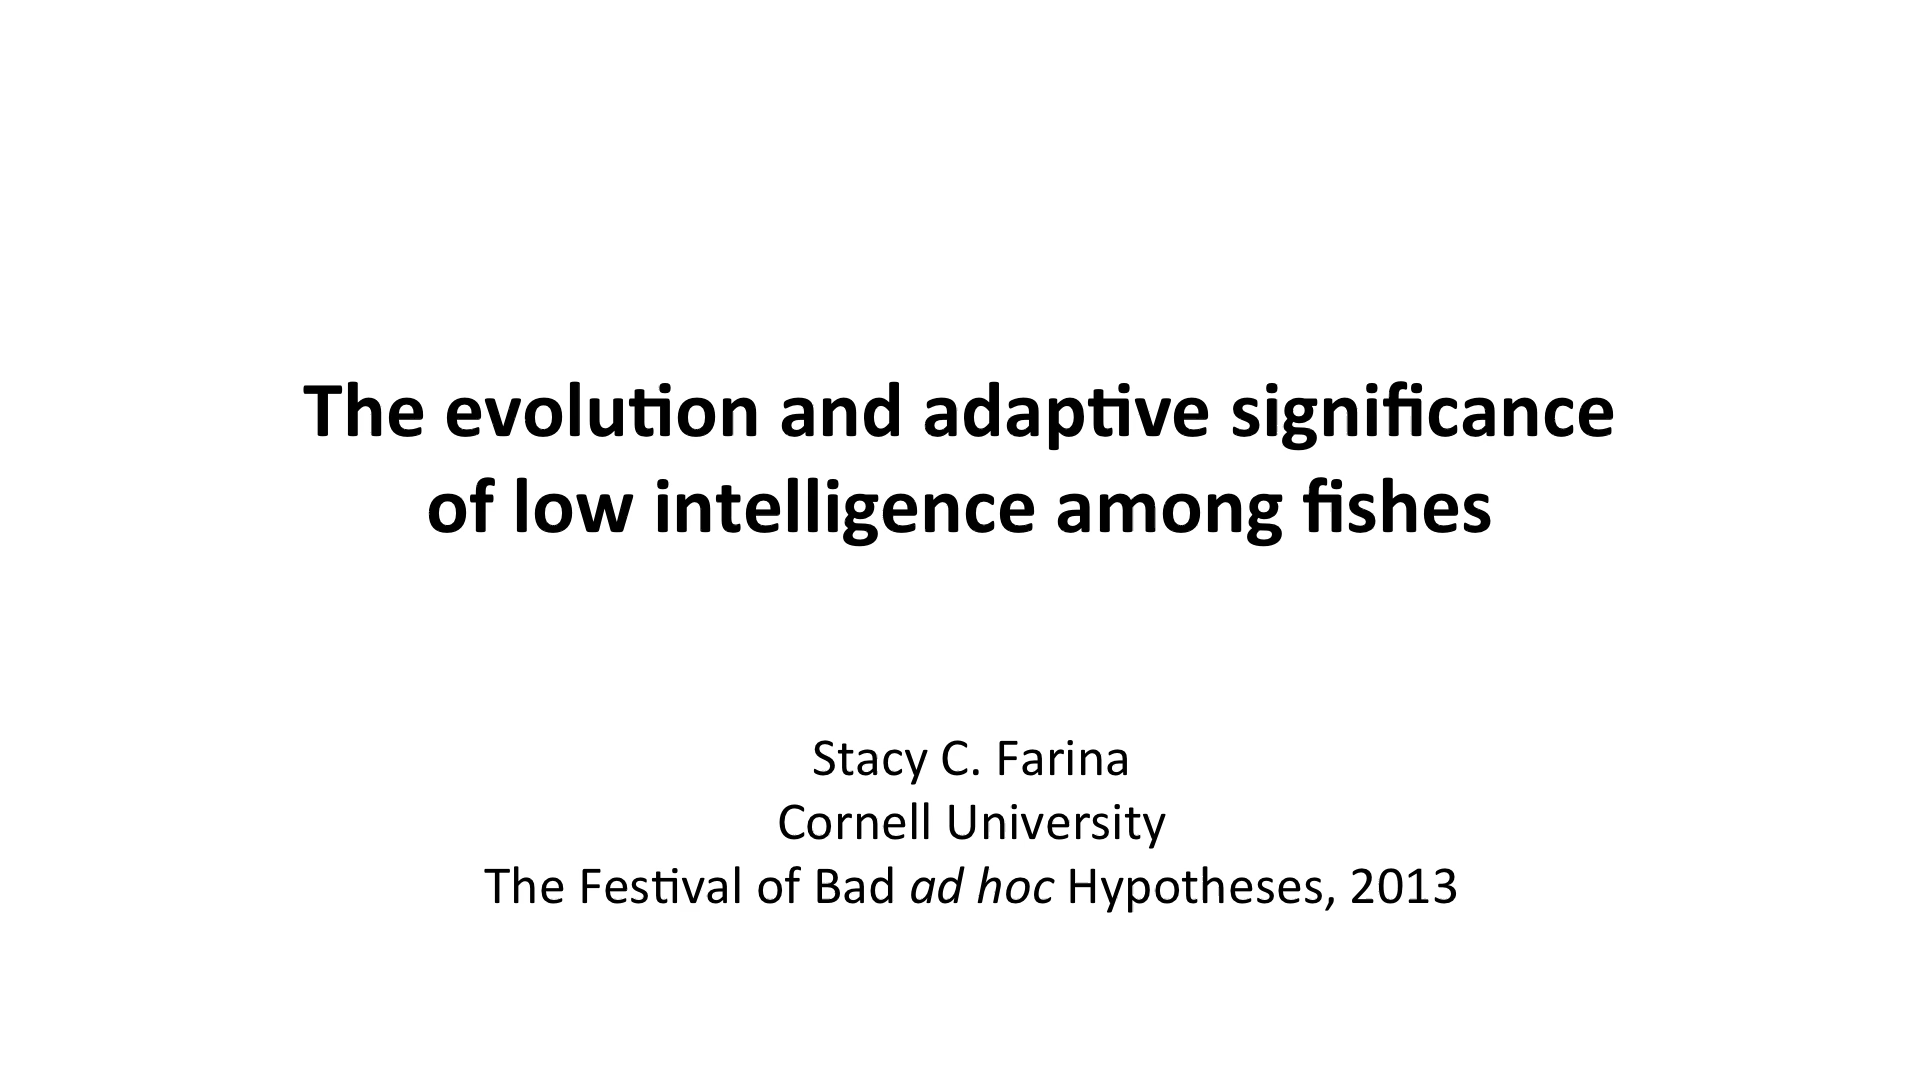 The evolution and adaptive significance
of low intelligence among fishes
Stacy C. Farina
Cornell University
The Festival of Bad ad hoc Hypotheses, 2013